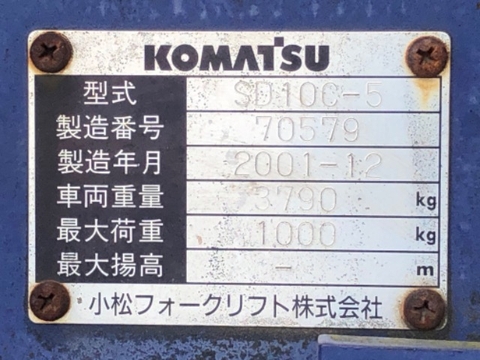 KOMATSU
型式 SD10C-5
製造番号 70579
製造年月 2001-12
車両重量 3790 kg
最大荷重 1000 kg
最大揚高 - m
小松フォークリフト株式会社